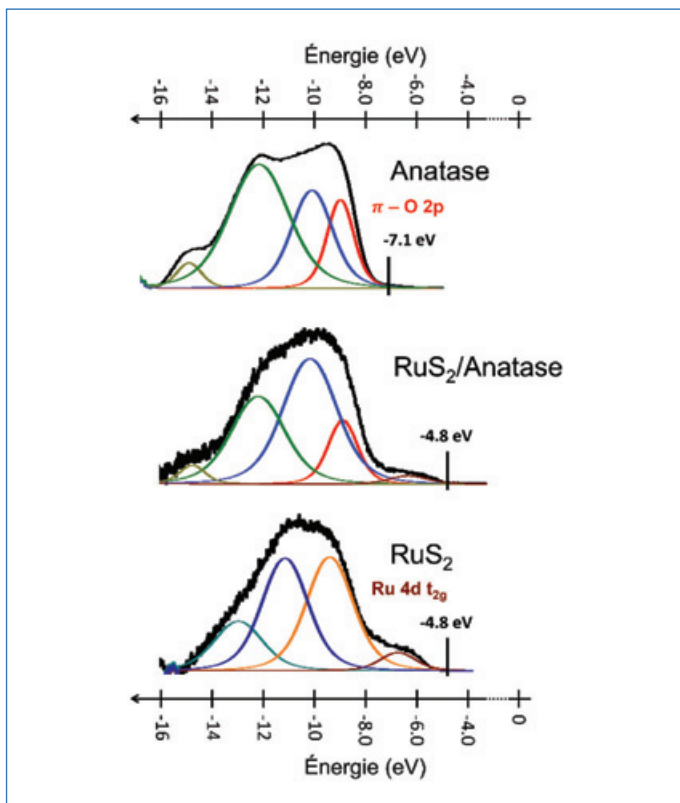 Énergie (eV)
-16 -14 -12 -10 -8.0 -6.0 -4.0 0
Anatase
π – O 2p
-7.1 eV
RuS₂/Anatase
-4.8 eV
RuS₂
Ru 4d t₂g
-4.8 eV
-16 -14 -12 -10 -8.0 -6.0 -4.0 0
Énergie (eV)